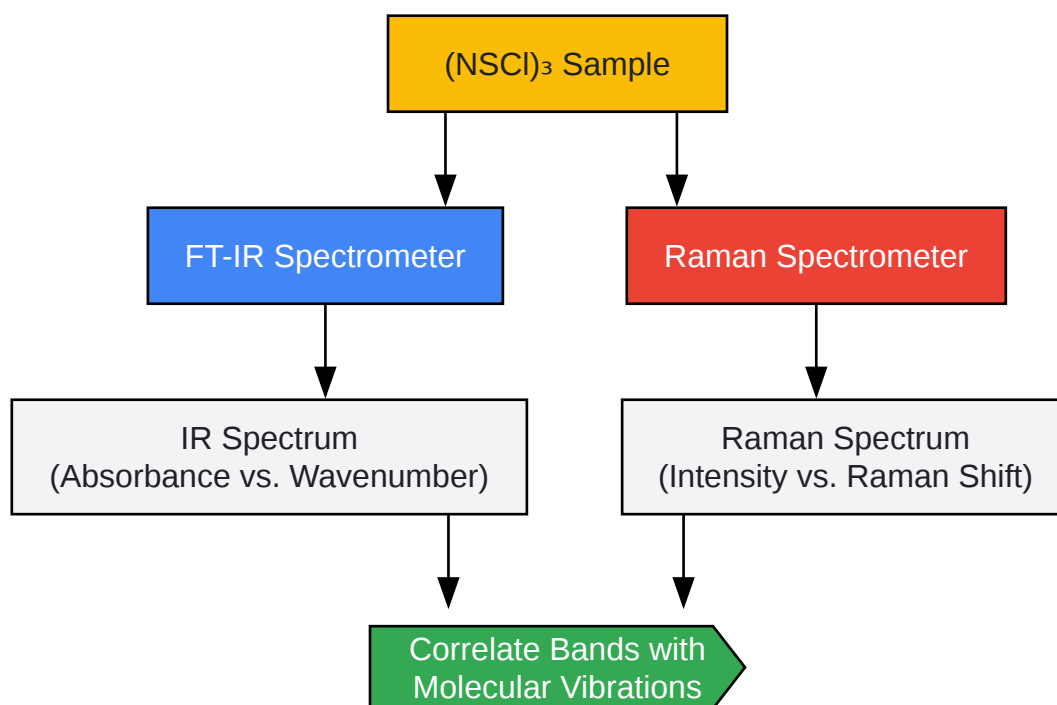 (NSCl)₃ Sample
FT-IR Spectrometer
Raman Spectrometer
IR Spectrum
(Absorbance vs. Wavenumber)
Raman Spectrum
(Intensity vs. Raman Shift)
Correlate Bands with
Molecular Vibrations